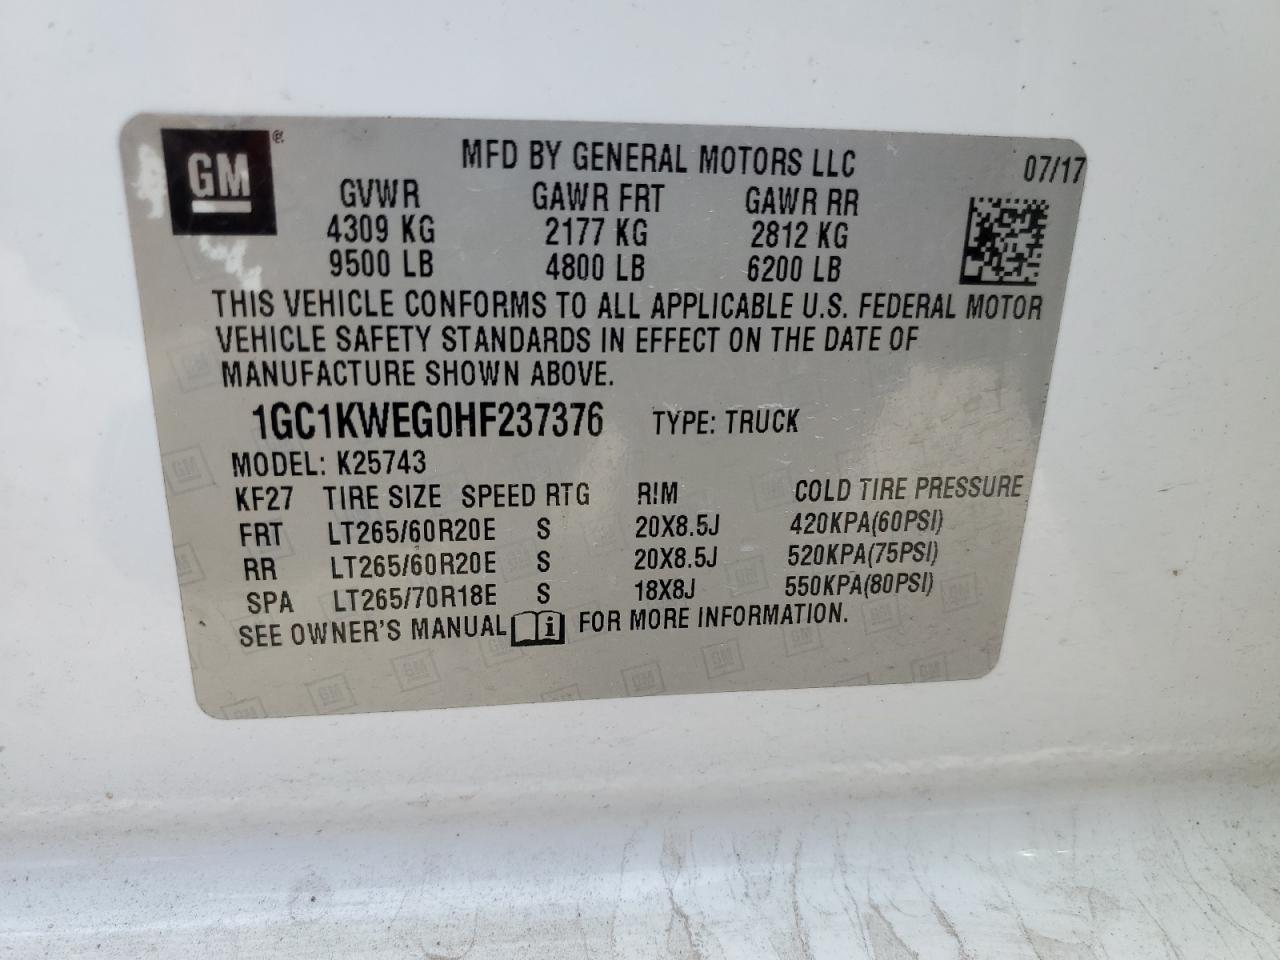 GM ®
MFD BY GENERAL MOTORS LLC 07/17
GVWR GAWR FRT GAWR RR
4309 KG 2177 KG 2812 KG
9500 LB 4800 LB 6200 LB
THIS VEHICLE CONFORMS TO ALL APPLICABLE U.S. FEDERAL MOTOR
VEHICLE SAFETY STANDARDS IN EFFECT ON THE DATE OF
MANUFACTURE SHOWN ABOVE.
1GC1KWEG0HF237376 TYPE: TRUCK
MODEL: K25743
KF27 TIRE SIZE SPEED RTG RIM COLD TIRE PRESSURE
FRT LT265/60R20E S 20X8.5J 420KPA(60PSI)
RR LT265/60R20E S 20X8.5J 520KPA(75PSI)
SPA LT265/70R18E S 18X8J 550KPA(80PSI)
SEE OWNER'S MANUAL i FOR MORE INFORMATION.